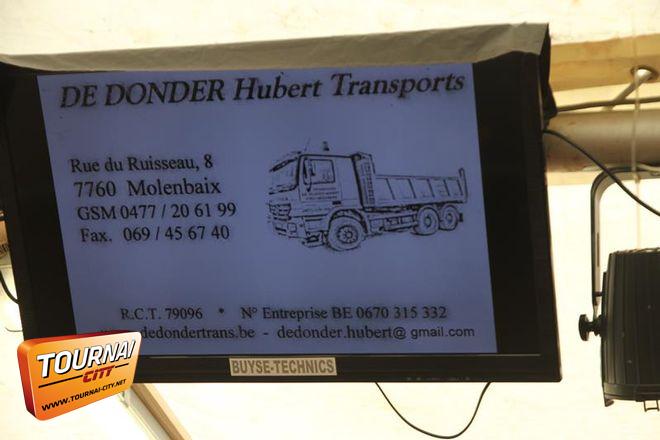 DE DONDER Hubert Transports
Rue du Ruisseau, 8
7760 Molenbaix
GSM 0477 / 20 61 99
Fax. 069 / 45 67 40
R.C.T. 79096 * N° Entreprise BE 0670 315 332
dedondertrans.be - dedonder.hubert@ gmail.com
BUYSE-TECHNICS
TOURNAI
CITY
WWW.TOURNAI-CITY.NET